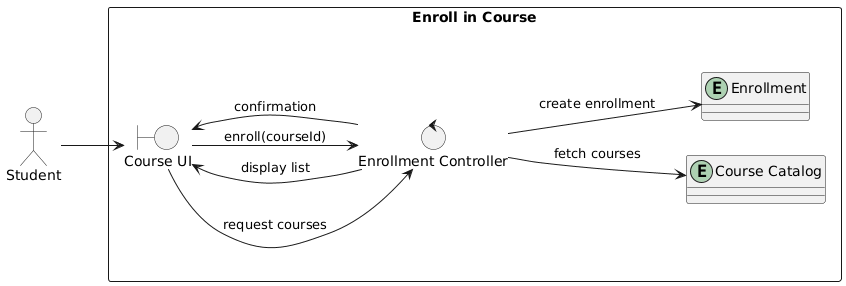 Enroll in Course
Student
Course UI
confirmation
enroll(courseId)
display list
request courses
Enrollment Controller
create enrollment
fetch courses
E Enrollment
E Course Catalog